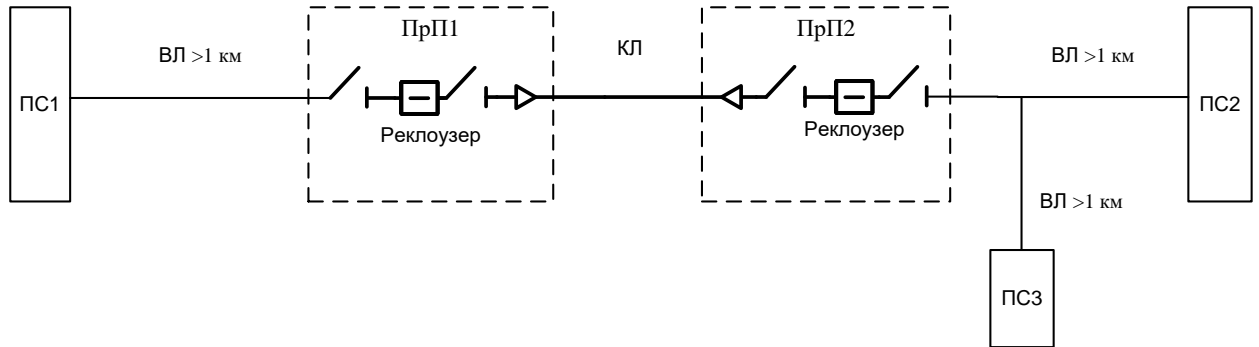 ПрП1
КЛ
ПрП2
ВЛ >1 км
ВЛ >1 км
ПС1
ПС2
Реклоузер
Реклоузер
ВЛ >1 км
ПС3